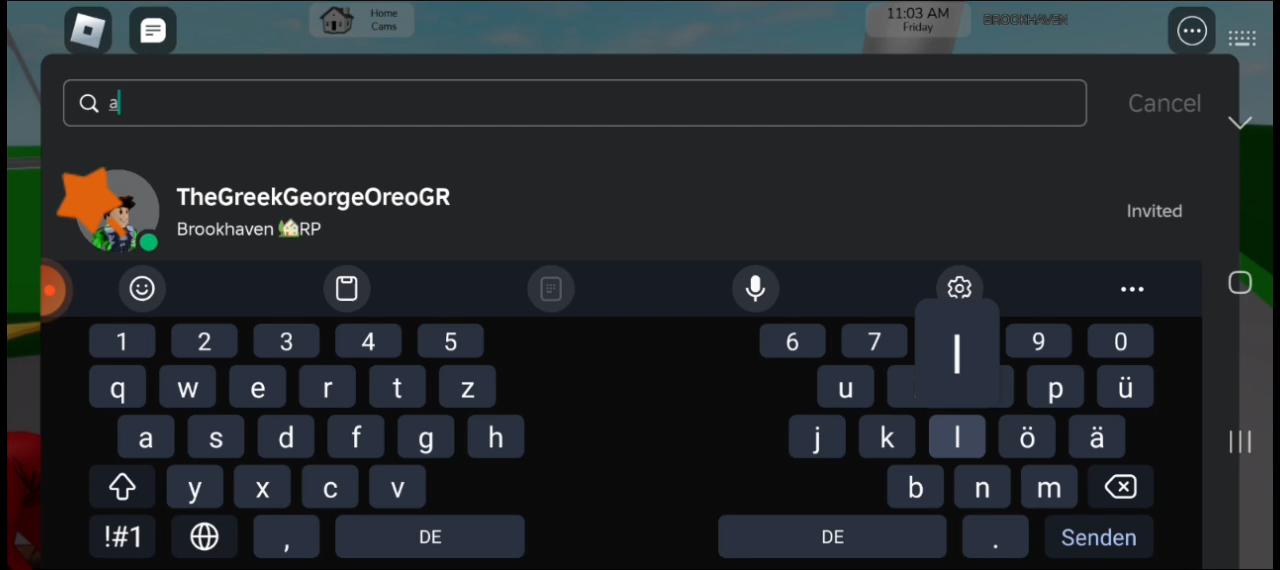 Home
Cams
11:03 AM
Friday
BROOKHAVEN
a
Cancel
TheGreekGeorgeOreoGR
Brookhaven 🏡RP
Invited
1 2 3 4 5 6 7 9 0
q w e r t z u p ü
l
a s d f g h j k l ö ä
y x c v b n m
!#1 , DE DE . Senden